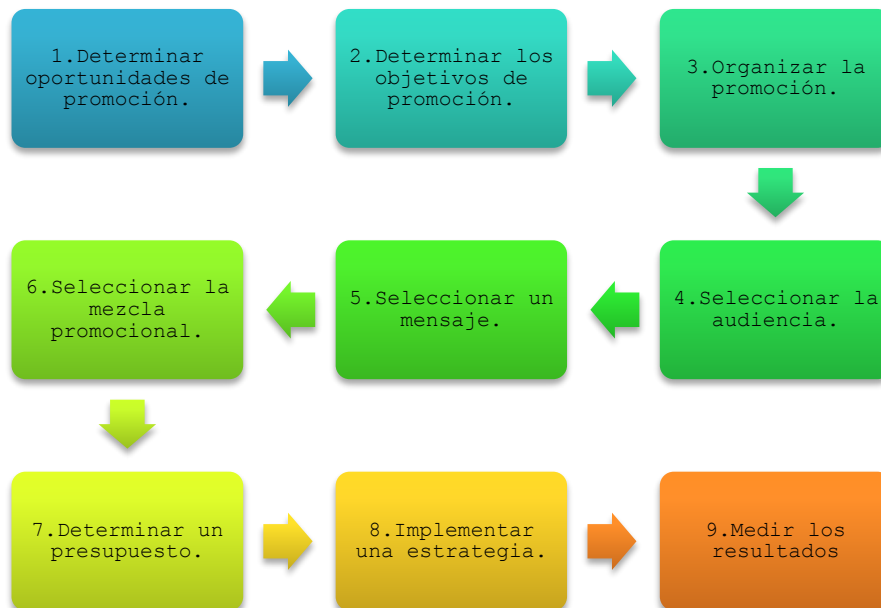 1.Determinar
oportunidades de
promoción.
2.Determinar los
objetivos de
promoción.
3.Organizar la
promoción.
4.Seleccionar la
audiencia.
5.Seleccionar un
mensaje.
6.Seleccionar la
mezcla
promocional.
7.Determinar un
presupuesto.
8.Implementar
una estrategia.
9.Medir los
resultados